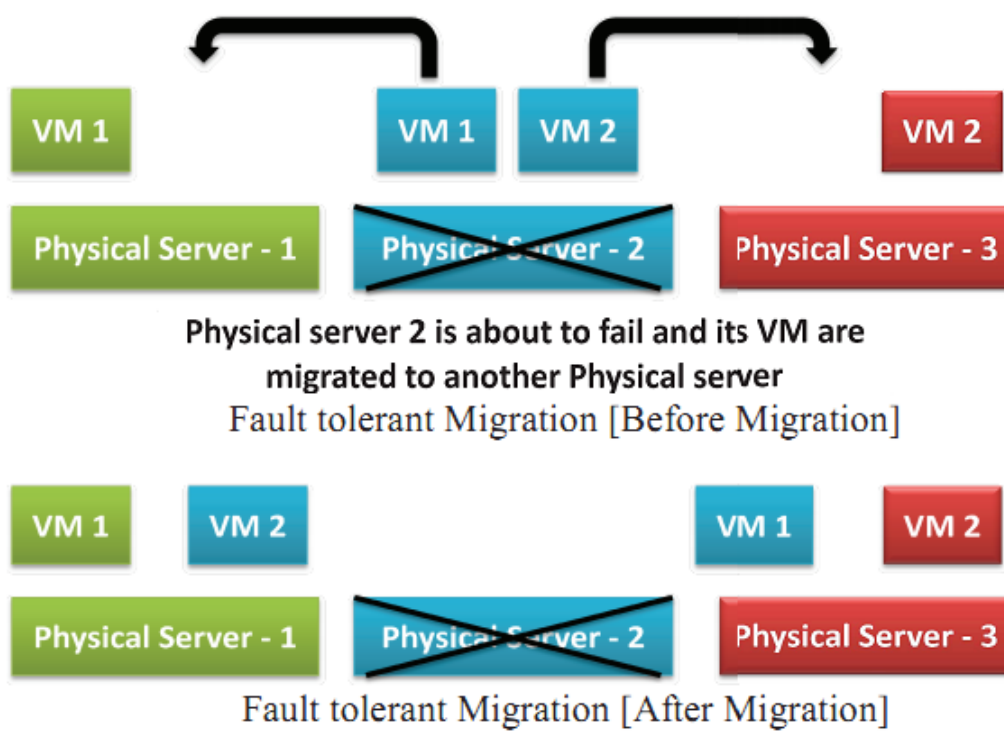 VM 1
VM 1
VM 2
VM 2
Physical Server - 1
Physical Server - 2
Physical Server - 3
Physical server 2 is about to fail and its VM are
migrated to another Physical server
Fault tolerant Migration [Before Migration]
VM 1
VM 2
VM 1
VM 2
Physical Server - 1
Physical Server - 2
Physical Server - 3
Fault tolerant Migration [After Migration]